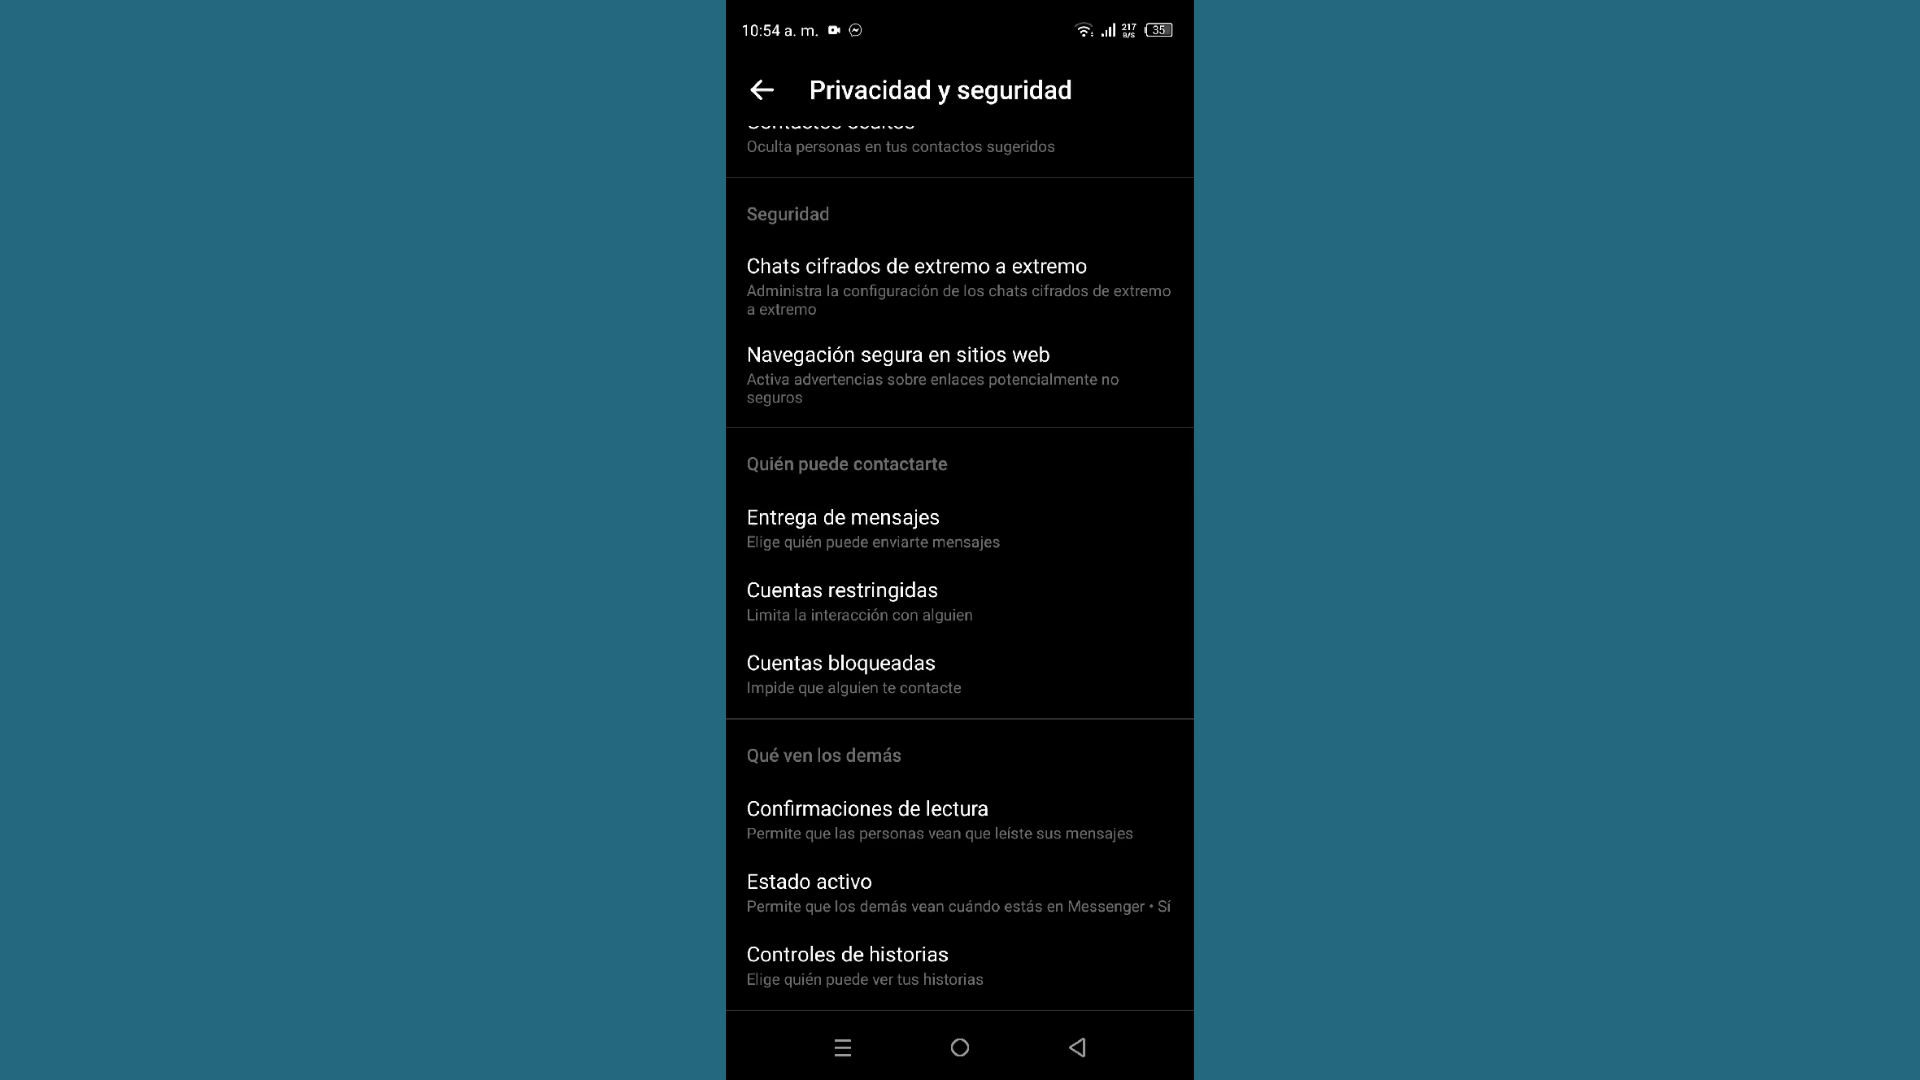 10:54 a. m.
217
B/S
35
Privacidad y seguridad
Contactos ocultos
Oculta personas en tus contactos sugeridos
Seguridad
Chats cifrados de extremo a extremo
Administra la configuración de los chats cifrados de extremo
a extremo
Navegación segura en sitios web
Activa advertencias sobre enlaces potencialmente no
seguros
Quién puede contactarte
Entrega de mensajes
Elige quién puede enviarte mensajes
Cuentas restringidas
Limita la interacción con alguien
Cuentas bloqueadas
Impide que alguien te contacte
Qué ven los demás
Confirmaciones de lectura
Permite que las personas vean que leíste sus mensajes
Estado activo
Permite que los demás vean cuándo estás en Messenger • Sí
Controles de historias
Elige quién puede ver tus historias